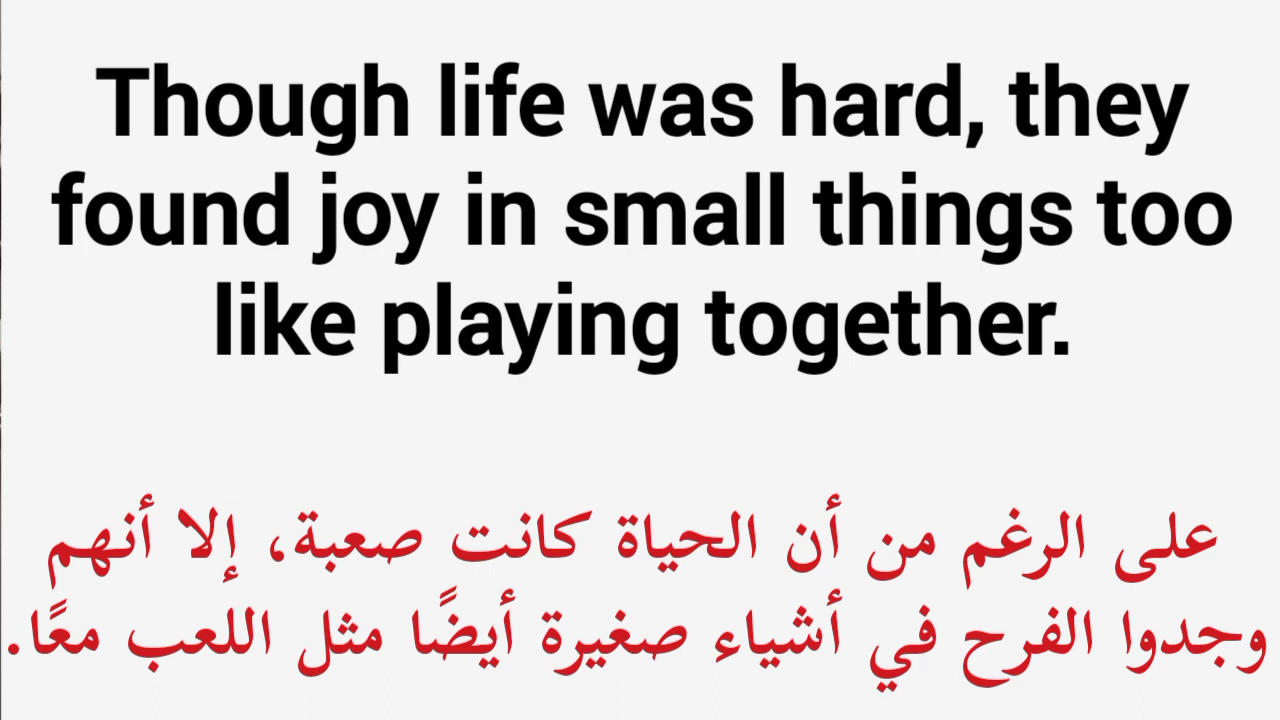 Though life was hard, they
found joy in small things too
like playing together.
على الرغم من أن الحياة كانت صعبة، إلا أنهم
وجدوا الفرح في أشياء صغيرة أيضًا مثل اللعب معًا.